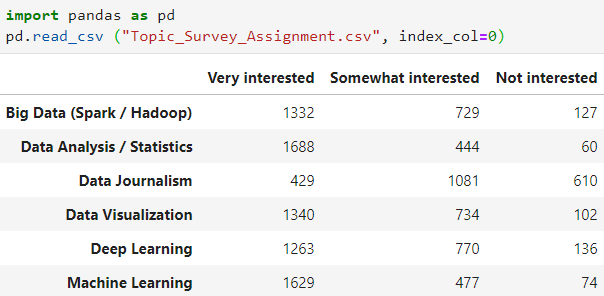 import pandas as pd
pd.read_csv ("Topic_Survey_Assignment.csv", index_col=0)
Very interested Somewhat interested Not interested
Big Data (Spark / Hadoop) 1332 729 127
Data Analysis / Statistics 1688 444 60
Data Journalism 429 1081 610
Data Visualization 1340 734 102
Deep Learning 1263 770 136
Machine Learning 1629 477 74